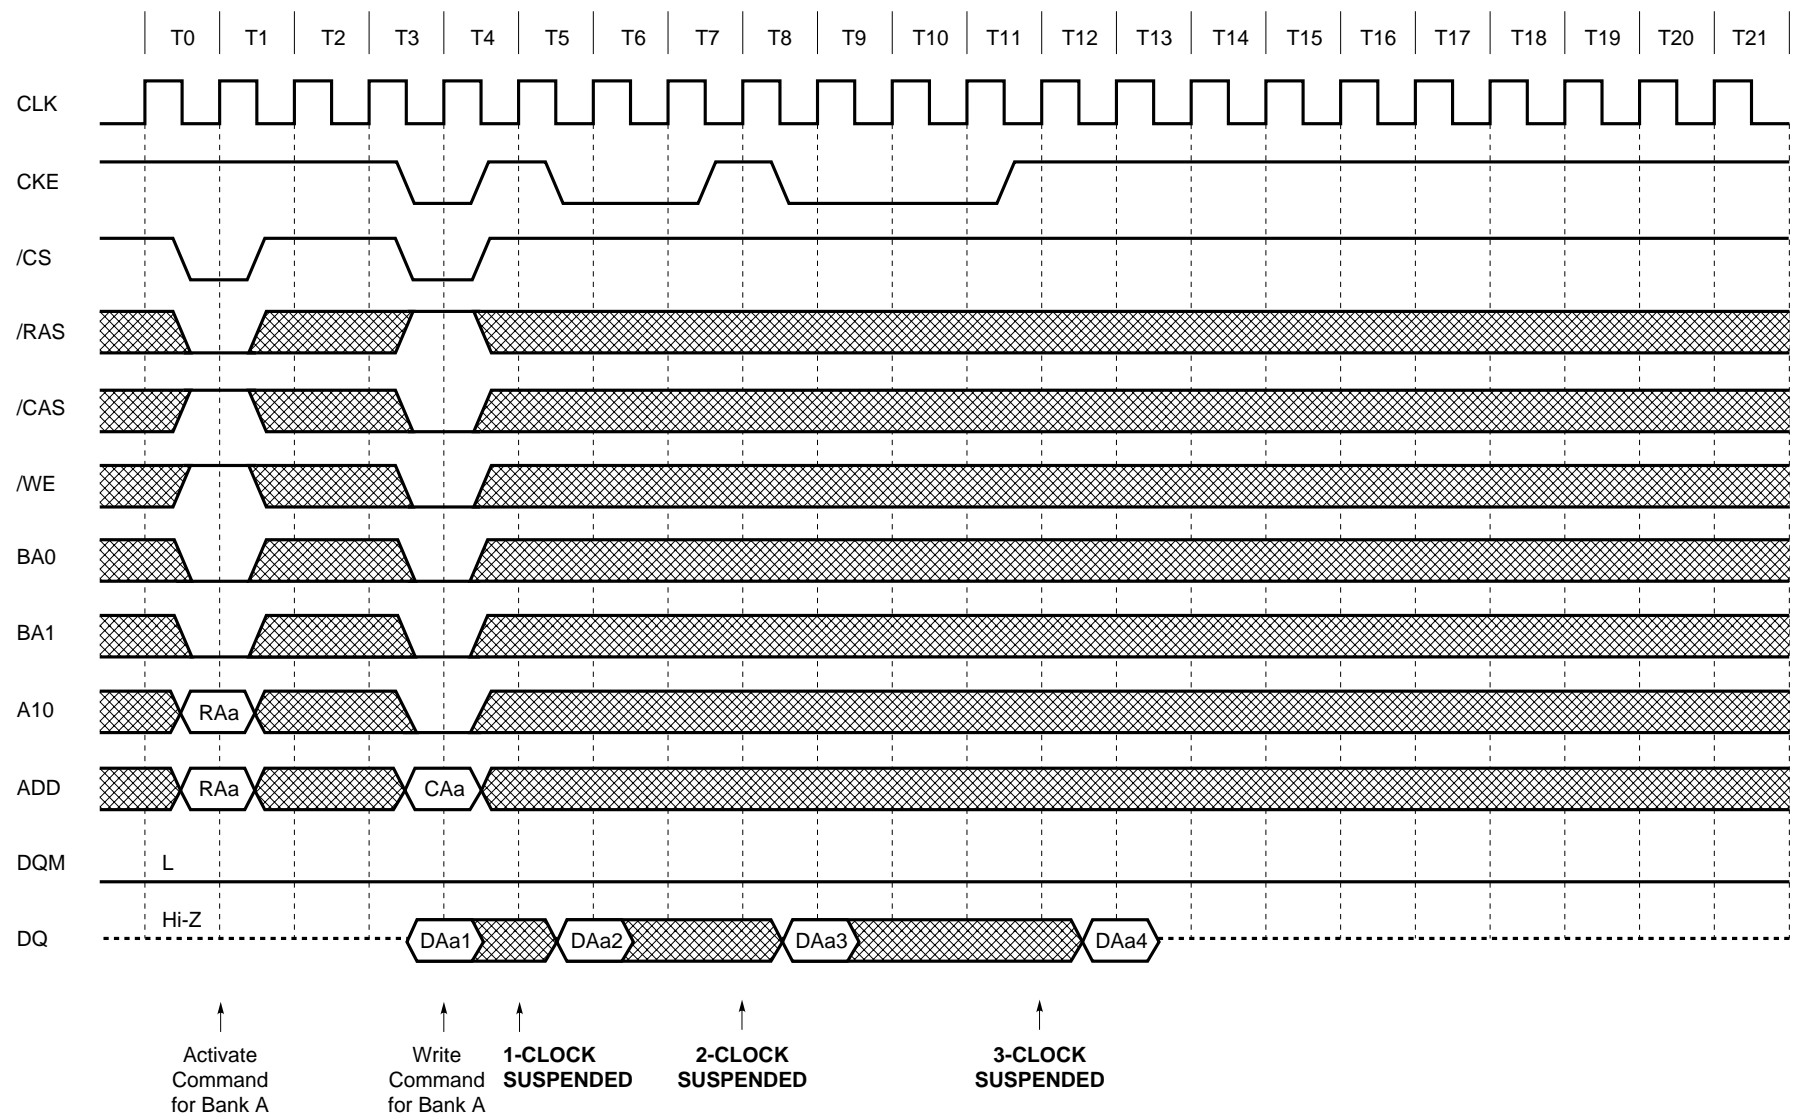 T0 T1 T2 T3 T4 T5 T6 T7 T8 T9 T10 T11 T12 T13 T14 T15 T16 T17 T18 T19 T20 T21
CLK
CKE
/CS
/RAS
/CAS
/WE
BA0
BA1
A10 RAa
ADD RAa CAa
DQM L
DQ Hi-Z DAa1 DAa2 DAa3 DAa4
Activate
Command
for Bank A
Write
Command
for Bank A
1-CLOCK
SUSPENDED
2-CLOCK
SUSPENDED
3-CLOCK
SUSPENDED